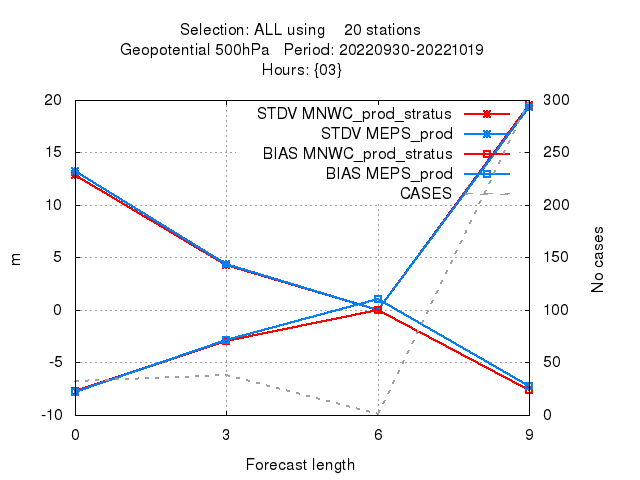 Selection: ALL using    20 stations
Geopotential 500hPa   Period: 20220930-20221019
Hours: {03}
STDV MNWC_prod_stratus
STDV MEPS_prod
BIAS MNWC_prod_stratus
BIAS MEPS_prod
CASES
20
15
10
5
0
-5
-10
m
300
250
200
150
100
50
0
No cases
0 3 6 9
Forecast length